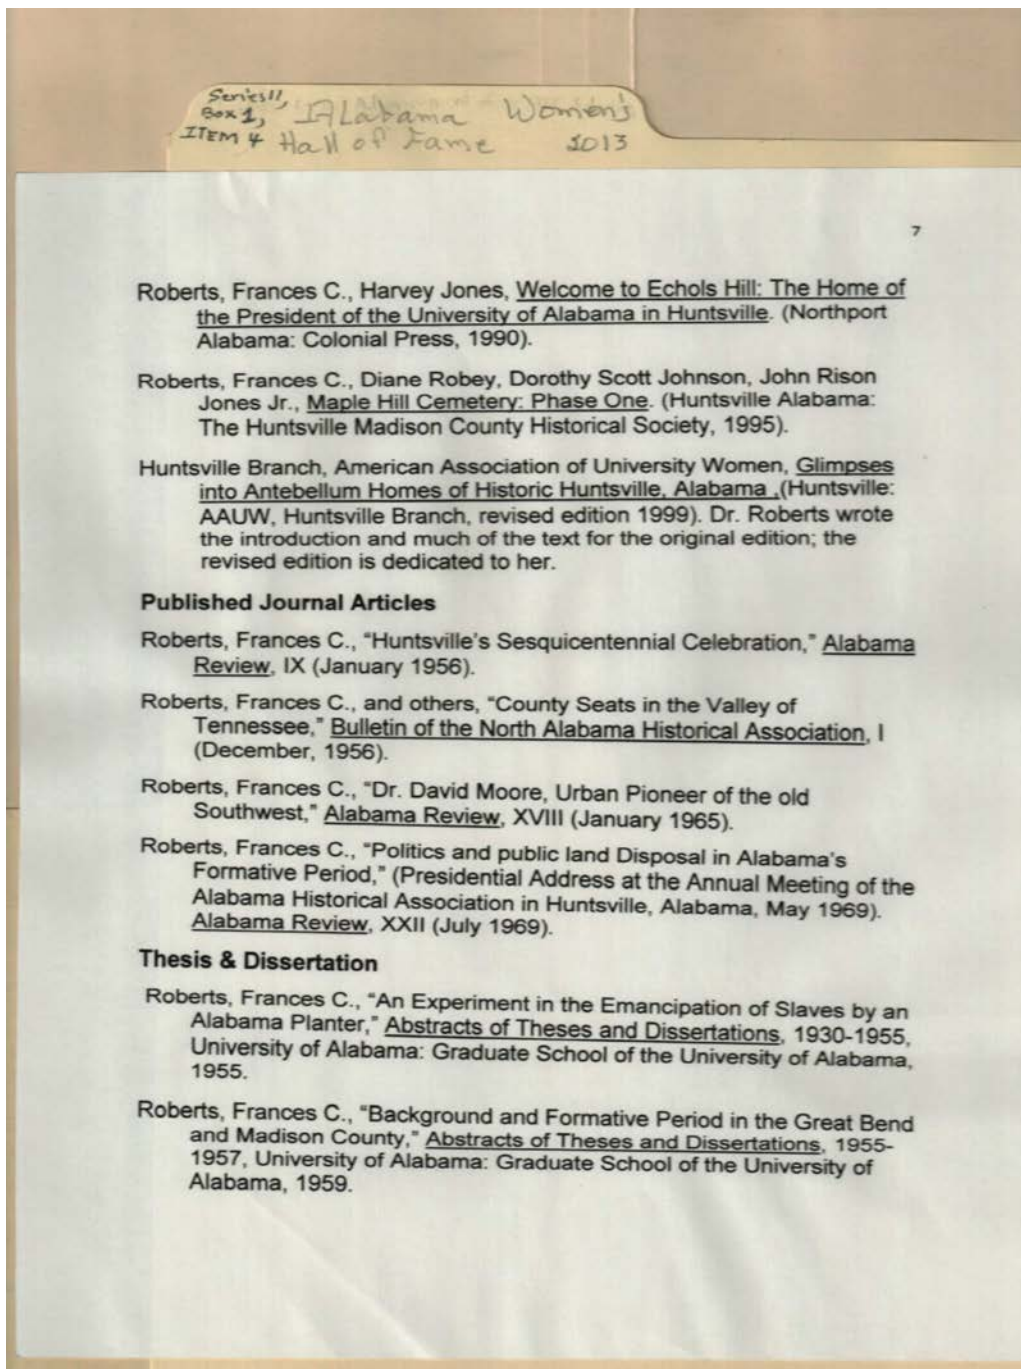 Series 11,
Box 1,
ITEM 4
Alabama Women's
Hall of Fame 2013
7
Roberts, Frances C., Harvey Jones, Welcome to Echols Hill: The Home of
the President of the University of Alabama in Huntsville. (Northport
Alabama: Colonial Press, 1990).
Roberts, Frances C., Diane Robey, Dorothy Scott Johnson, John Rison
Jones Jr., Maple Hill Cemetery: Phase One. (Huntsville Alabama:
The Huntsville Madison County Historical Society, 1995).
Huntsville Branch, American Association of University Women, Glimpses
into Antebellum Homes of Historic Huntsville, Alabama ,(Huntsville:
AAUW, Huntsville Branch, revised edition 1999). Dr. Roberts wrote
the introduction and much of the text for the original edition; the
revised edition is dedicated to her.
Published Journal Articles
Roberts, Frances C., “Huntsville's Sesquicentennial Celebration,” Alabama
Review, IX (January 1956).
Roberts, Frances C., and others, “County Seats in the Valley of
Tennessee,” Bulletin of the North Alabama Historical Association, I
(December, 1956).
Roberts, Frances C., “Dr. David Moore, Urban Pioneer of the old
Southwest,” Alabama Review, XVIII (January 1965).
Roberts, Frances C., “Politics and public land Disposal in Alabama's
Formative Period,” (Presidential Address at the Annual Meeting of the
Alabama Historical Association in Huntsville, Alabama, May 1969).
Alabama Review, XXII (July 1969).
Thesis & Dissertation
Roberts, Frances C., “An Experiment in the Emancipation of Slaves by an
Alabama Planter,” Abstracts of Theses and Dissertations, 1930-1955,
University of Alabama: Graduate School of the University of Alabama,
1955.
Roberts, Frances C., “Background and Formative Period in the Great Bend
and Madison County,” Abstracts of Theses and Dissertations, 1955-
1957, University of Alabama: Graduate School of the University of
Alabama, 1959.